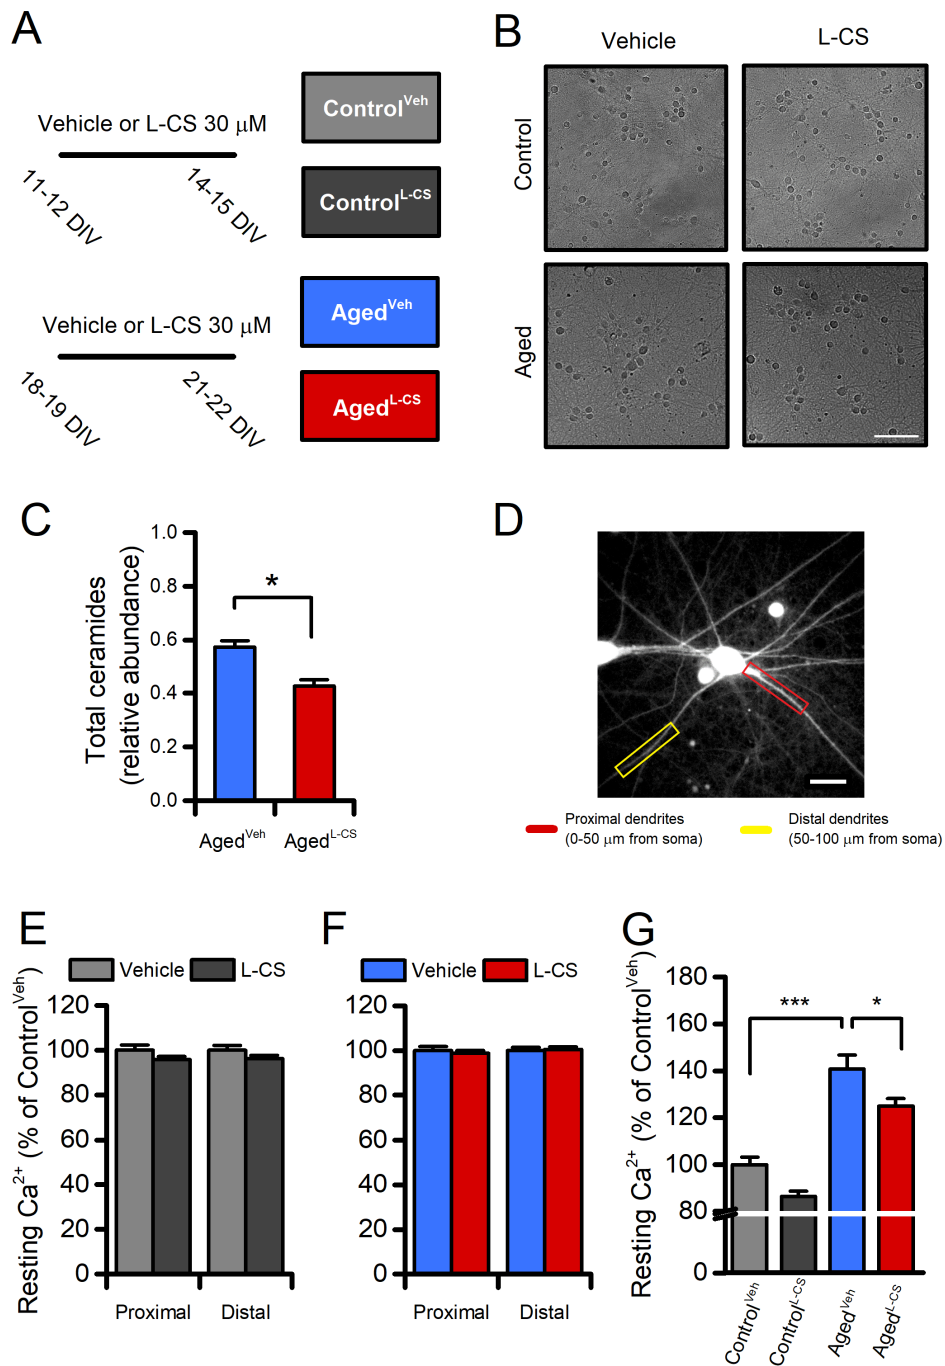 A
Vehicle or L-CS 30 μM
11-12 DIV
14-15 DIV
Control^Veh
Control^L-CS
Vehicle or L-CS 30 μM
18-19 DIV
21-22 DIV
Aged^Veh
Aged^L-CS
B
Vehicle
L-CS
Control
Aged
C
Total ceramides
(relative abundance)
1.0
0.8
0.6
0.4
0.2
0.0
*
Aged^Veh
Aged^L-CS
D
Proximal dendrites
(0-50 μm from soma)
Distal dendrites
(50-100 μm from soma)
E
Vehicle
L-CS
Resting Ca^2+ (% of Control^Veh)
120
100
80
60
40
20
0
Proximal
Distal
F
Vehicle
L-CS
120
100
80
60
40
20
0
Proximal
Distal
G
Resting Ca^2+ (% of Control^Veh)
180
160
140
120
100
80
0
***
*
Control^Veh
Control^L-CS
Aged^Veh
Aged^L-CS